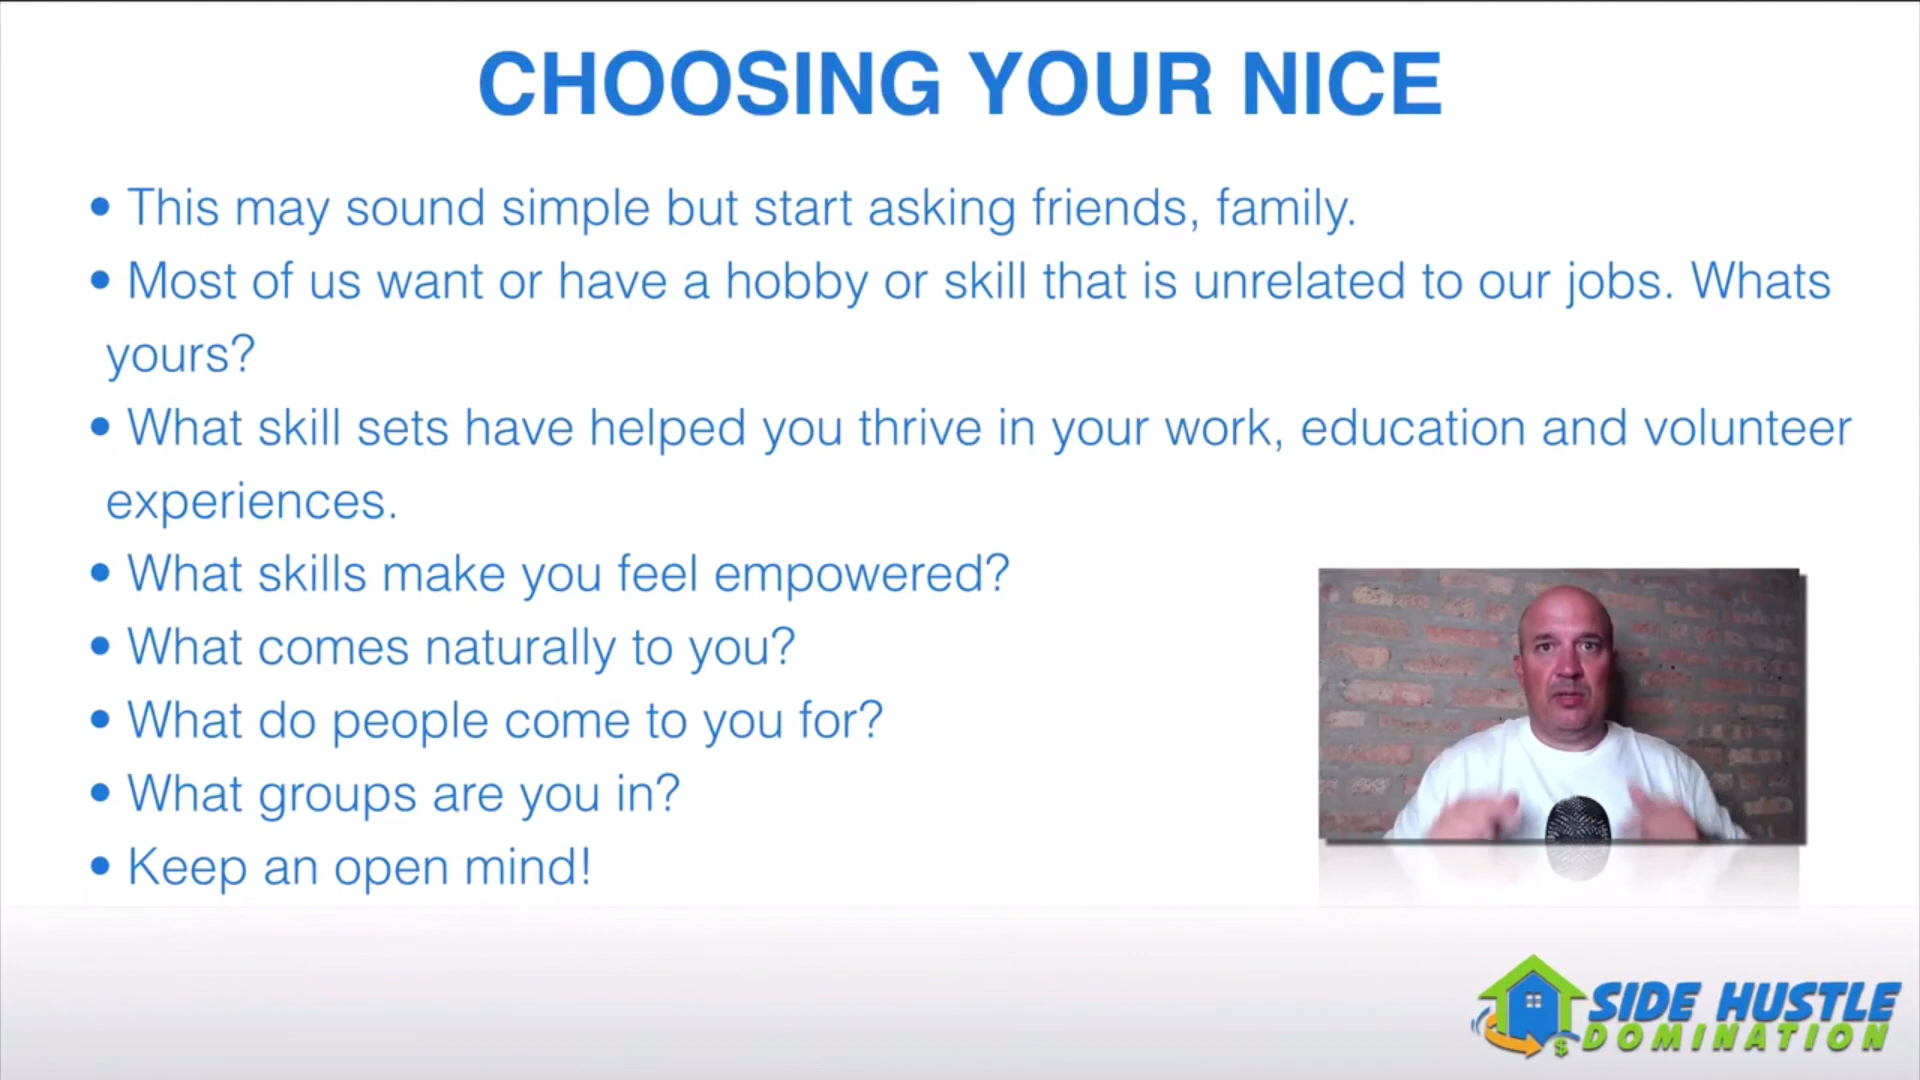 CHOOSING YOUR NICE
• This may sound simple but start asking friends, family.
• Most of us want or have a hobby or skill that is unrelated to our jobs. Whats
yours?
• What skill sets have helped you thrive in your work, education and volunteer
experiences.
• What skills make you feel empowered?
• What comes naturally to you?
• What do people come to you for?
• What groups are you in?
• Keep an open mind!
SIDE HUSTLE
DOMINATION
$